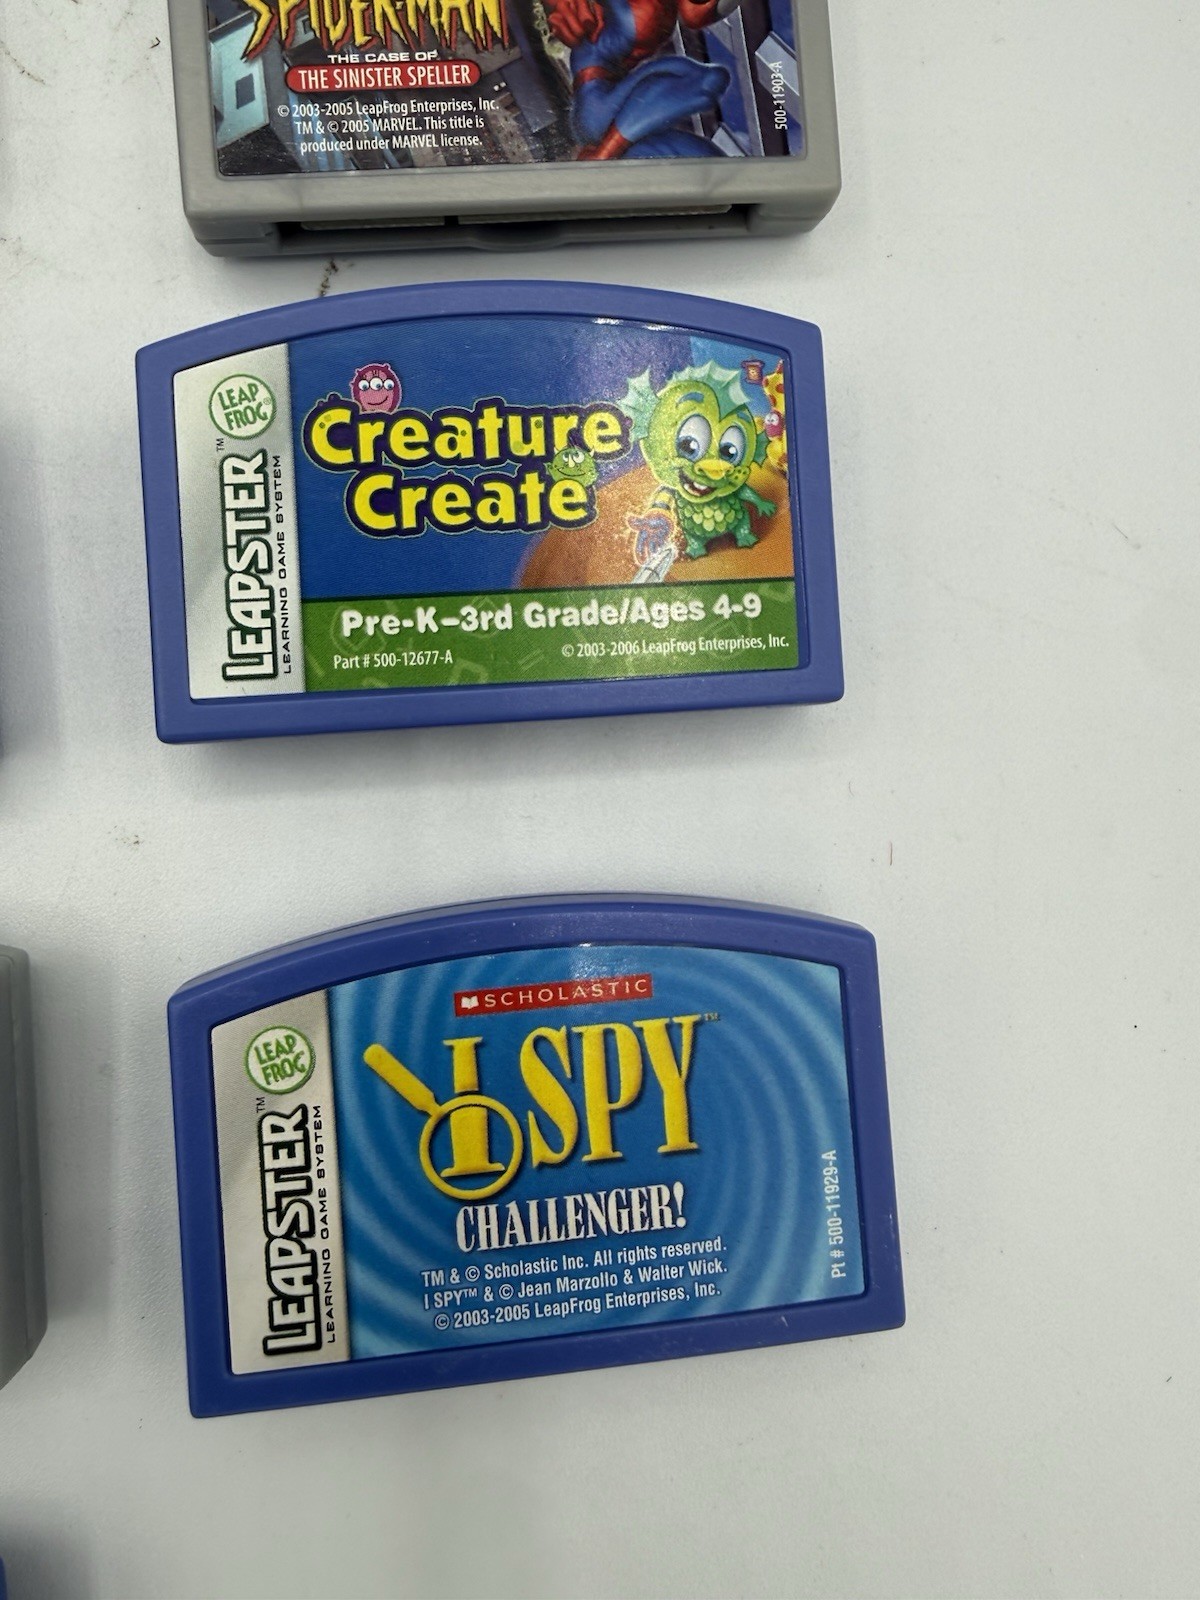 SPIDER-MAN
THE CASE OF
THE SINISTER SPELLER
© 2003-2005 LeapFrog Enterprises, Inc.
TM & © 2005 MARVEL. This title is
produced under MARVEL license.
500-11903-A
LEAP
FROG®
LEAPSTER™
LEARNING GAME SYSTEM
Creature
Create
Pre-K–3rd Grade/Ages 4-9
Part # 500-12677-A
© 2003-2006 LeapFrog Enterprises, Inc.
LEAP
FROG
LEAPSTER™
LEARNING GAME SYSTEM
SCHOLASTIC
I SPY™
CHALLENGER!
TM & © Scholastic Inc. All rights reserved.
I SPY™ & © Jean Marzollo & Walter Wick.
© 2003-2005 LeapFrog Enterprises, Inc.
Pt # 500-11929-A